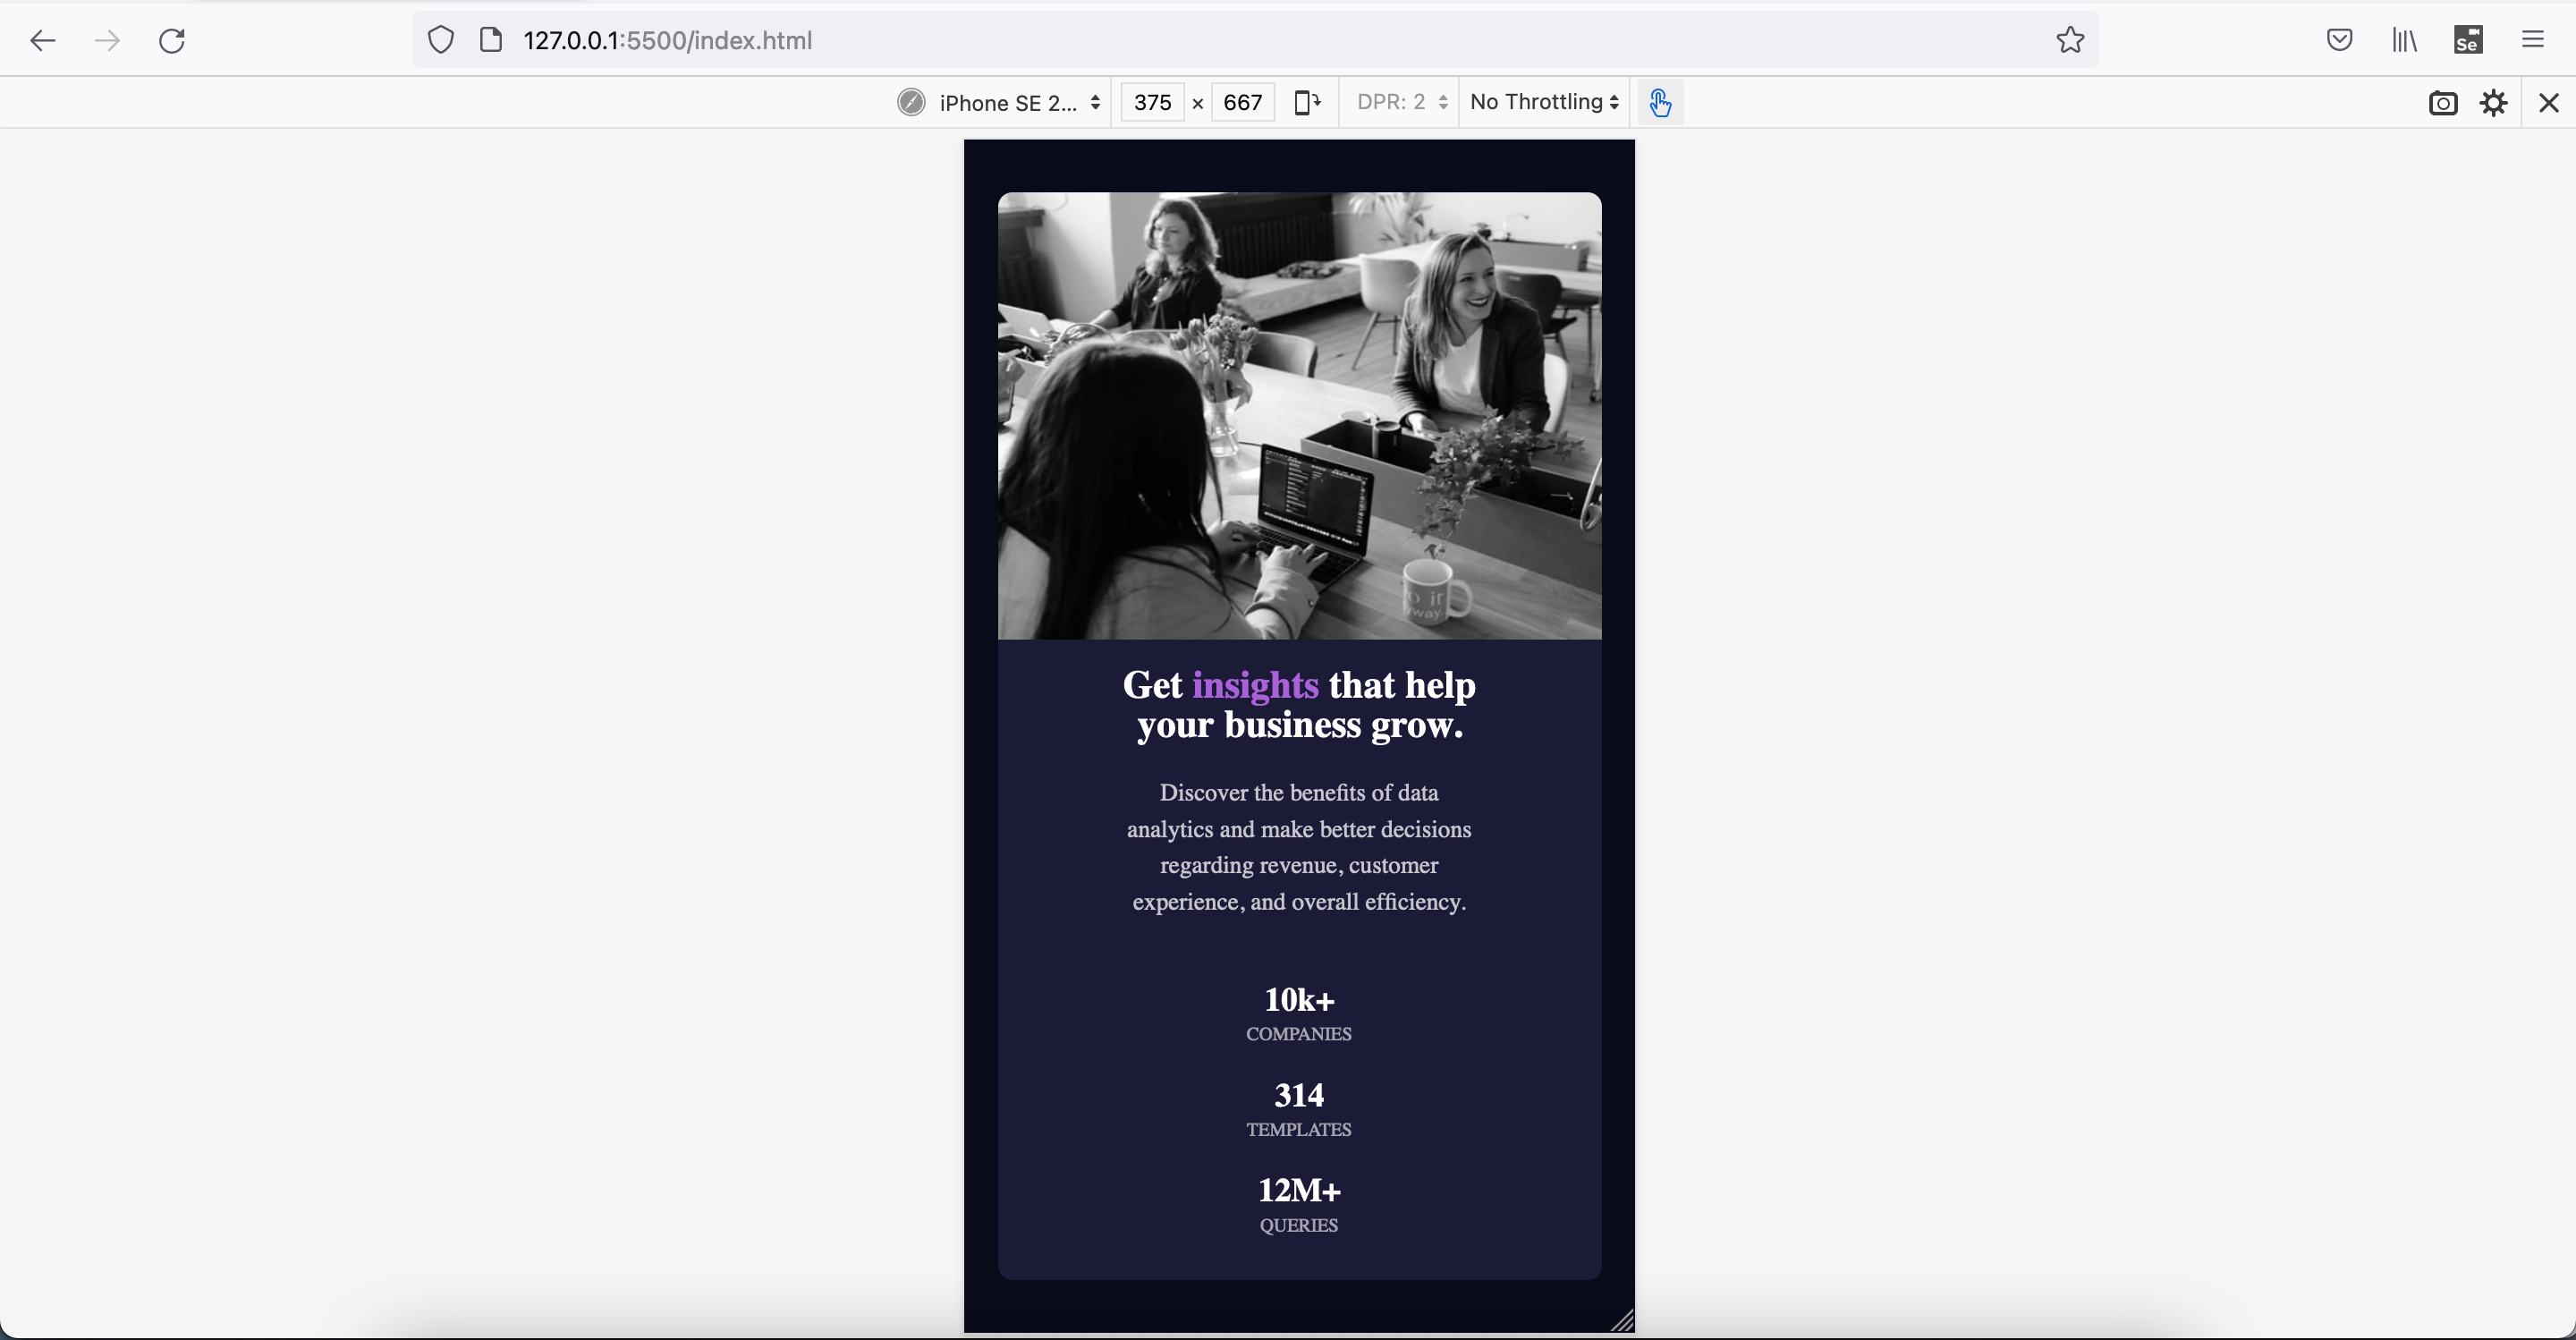 127.0.0.1:5500/index.html
Se
iPhone SE 2... 375 × 667 DPR: 2 No Throttling
Get insights that help
your business grow.
Discover the benefits of data
analytics and make better decisions
regarding revenue, customer
experience, and overall efficiency.
10k+
COMPANIES
314
TEMPLATES
12M+
QUERIES